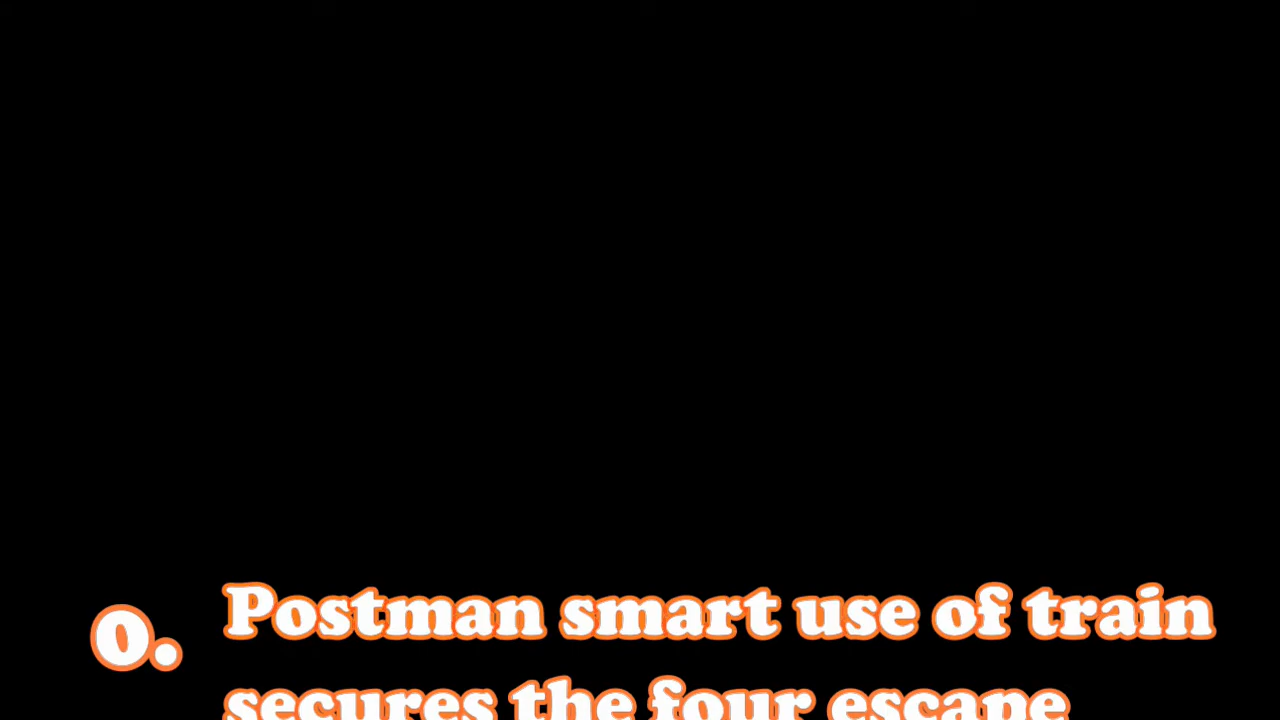 0. Postman smart use of train
secures the four escape